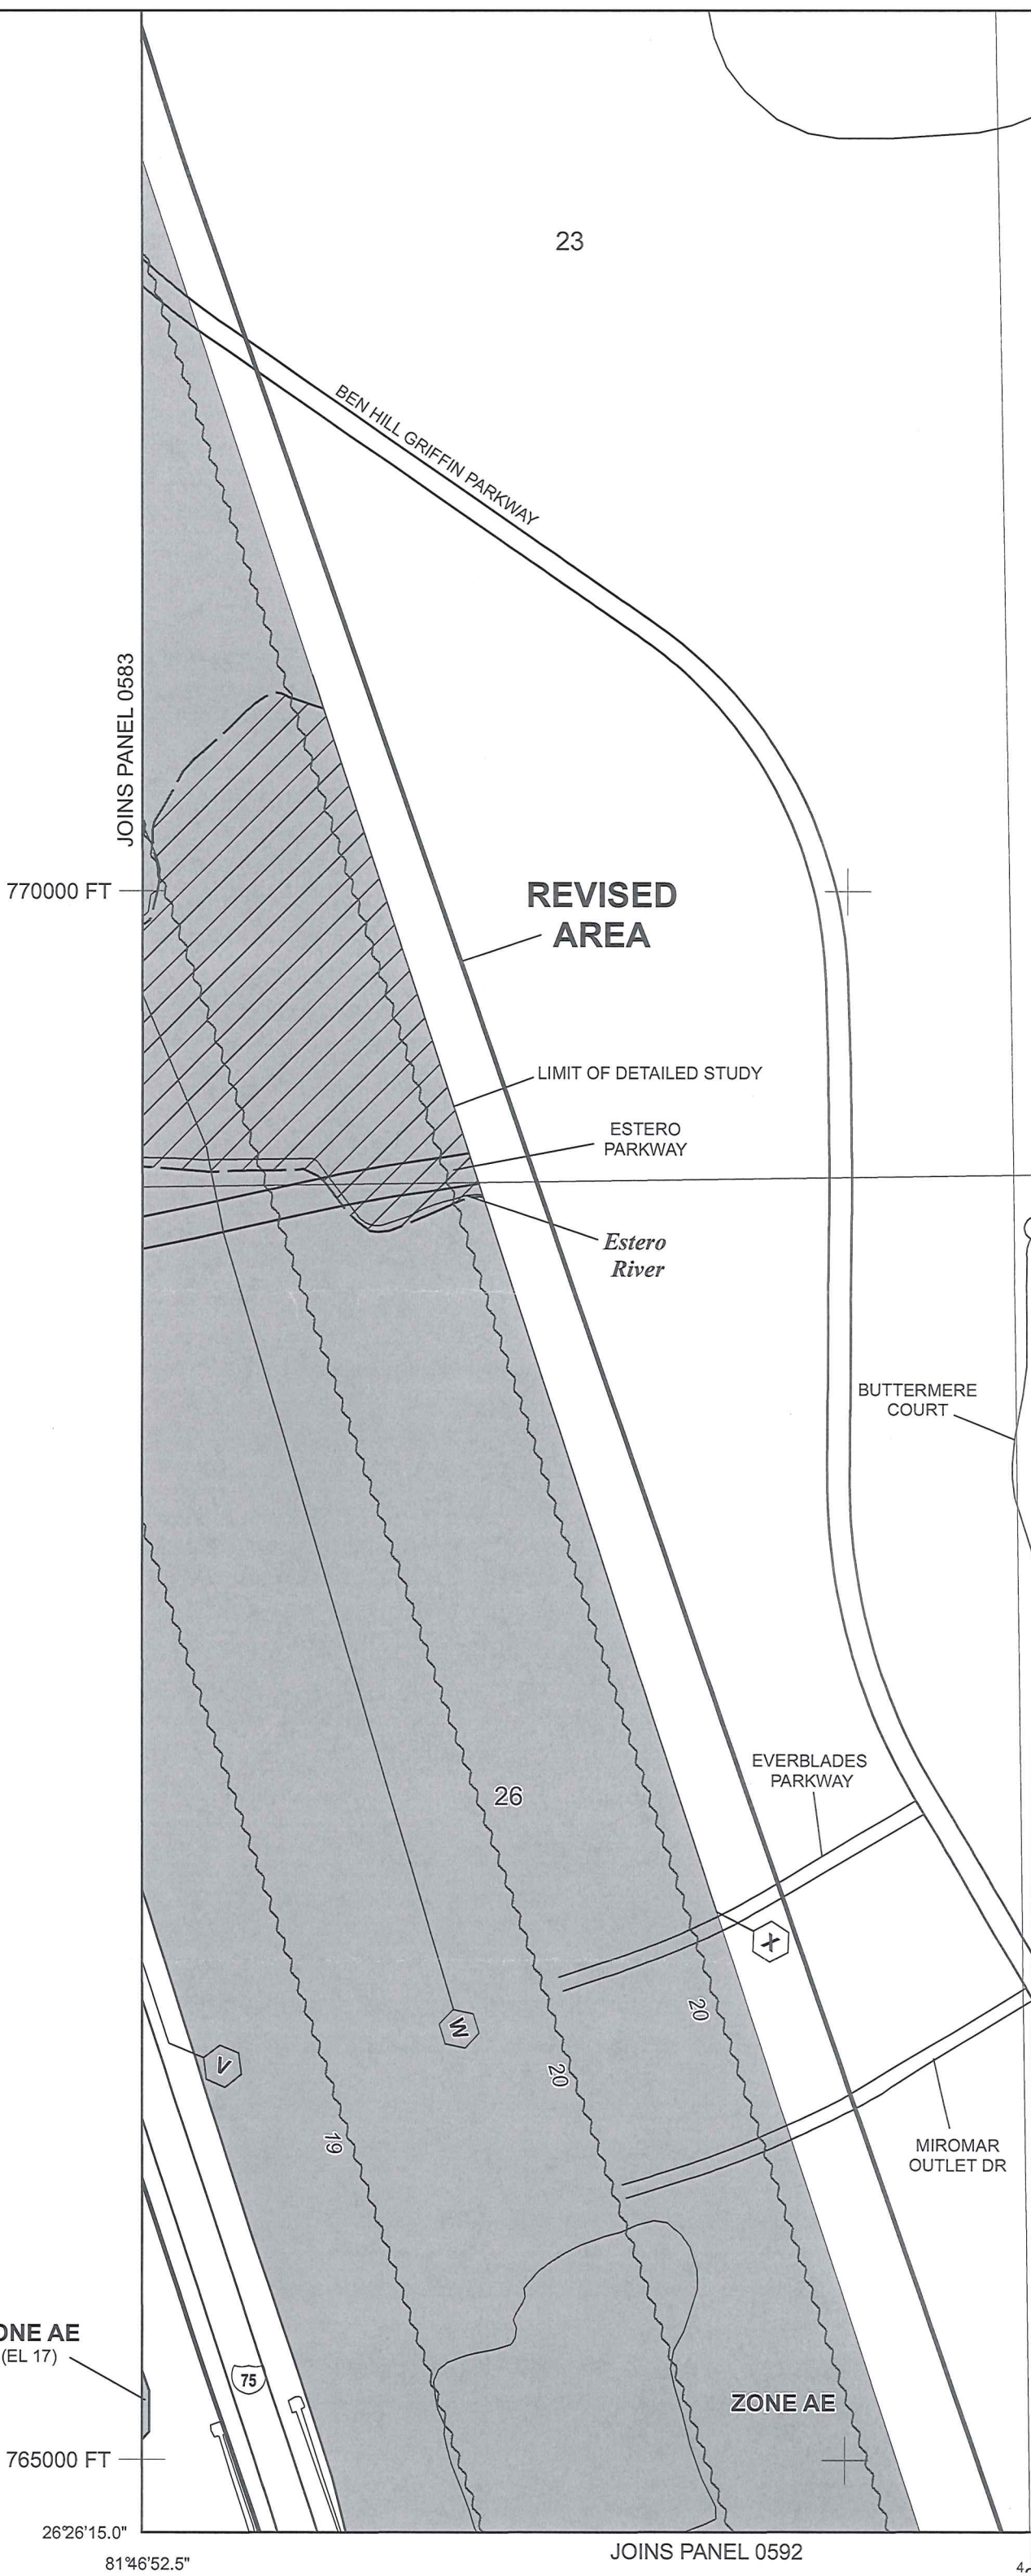 23
BEN HILL GRIFFIN PARKWAY
JOINS PANEL 0583
770000 FT
REVISED
AREA
LIMIT OF DETAILED STUDY
ESTERO
PARKWAY
Estero
River
BUTTERMERE
COURT
EVERBLADES
PARKWAY
26
X
20
W
20
V
19
MIROMAR
OUTLET DR
ONE AE
(EL 17)
75
ZONE AE
765000 FT
26°26'15.0"
JOINS PANEL 0592
81°46'52.5"